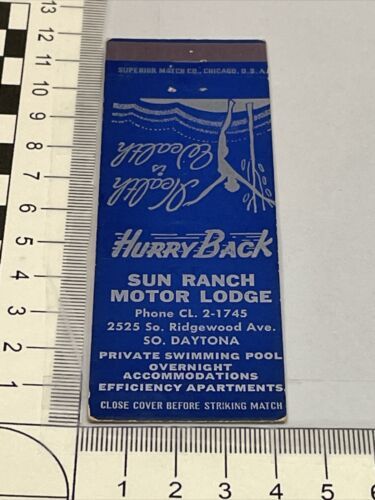 SUPERIOR MATCH CO., CHICAGO, U.S.A.
Health
is
Wealth
HURRY BACK
SUN RANCH
MOTOR LODGE
Phone CL. 2-1745
2525 So. Ridgewood Ave.
SO. DAYTONA
PRIVATE SWIMMING POOL
OVERNIGHT
ACCOMMODATIONS
EFFICIENCY APARTMENTS
CLOSE COVER BEFORE STRIKING MATCH
13
12
11
10
9
8
7
6
5
4
3
2
1
1 2 3 4 5 6